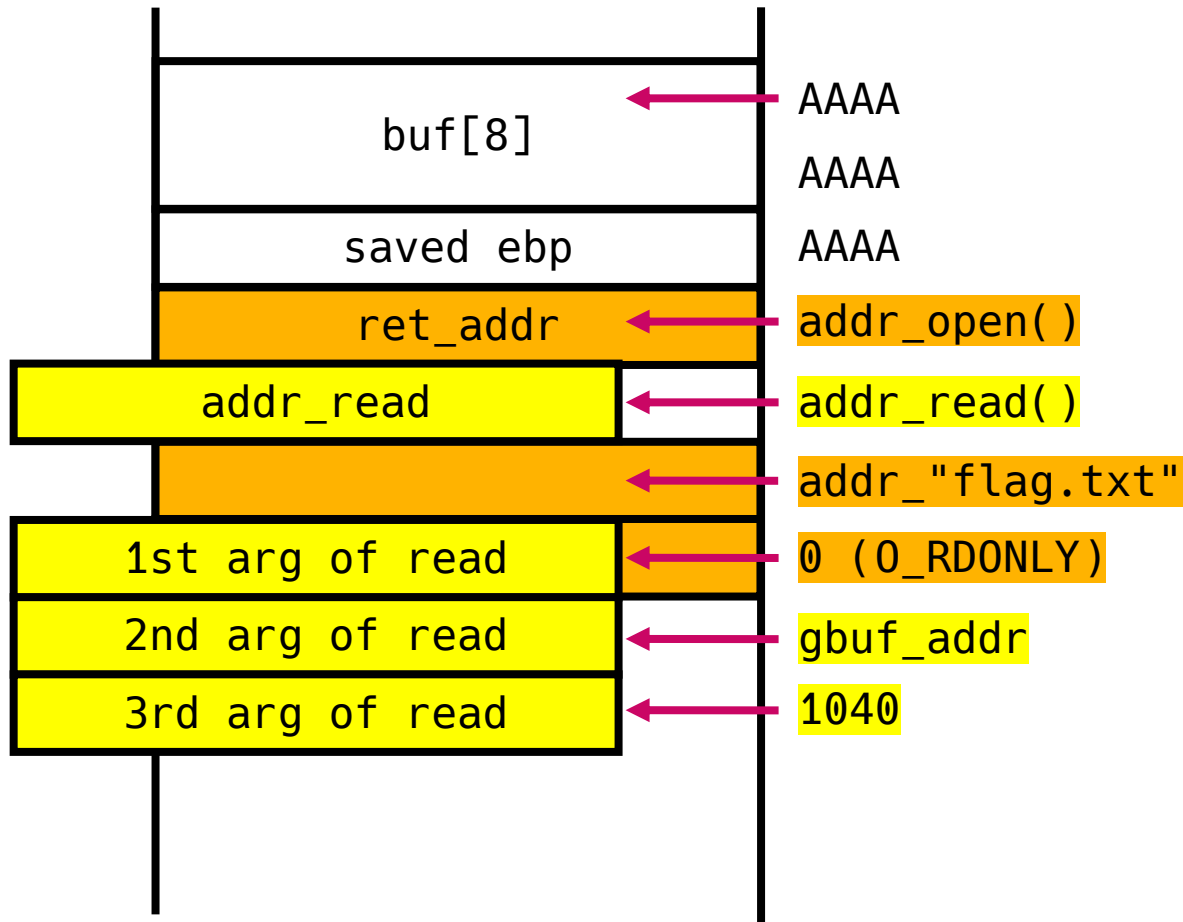 buf[8]
AAAA
AAAA
saved ebp
AAAA
ret_addr
addr_open()
addr_read
addr_read()
addr_"flag.txt"
1st arg of read
0 (O_RDONLY)
2nd arg of read
gbuf_addr
3rd arg of read
1040